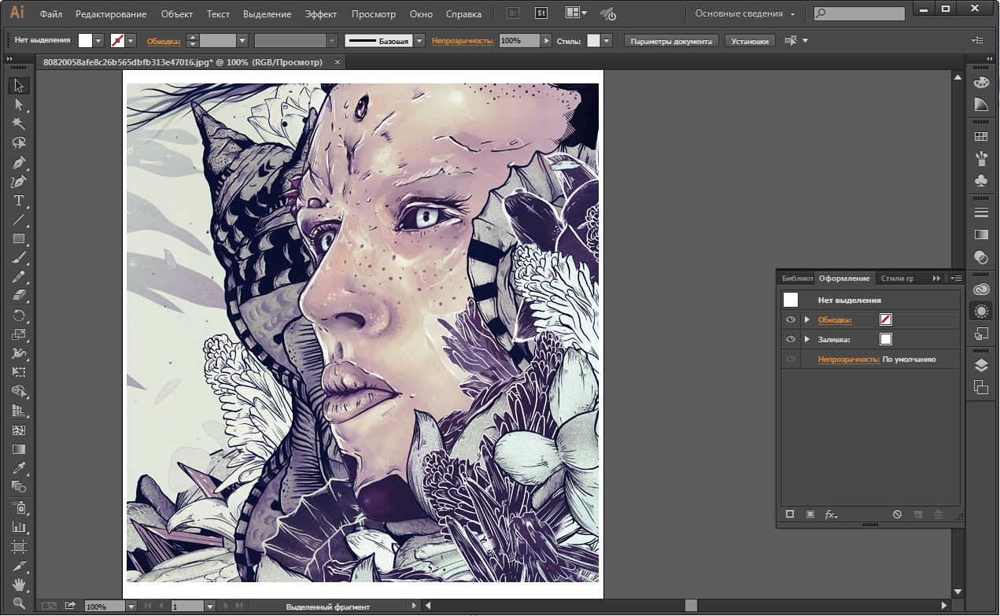 Ai Файл Редактирование Объект Текст Выделение Эффект Просмотр Окно Справка Br St Основные сведения
Нет выделения Обводка: Базовая Непрозрачность: 100% Стиль: Параметры документа Установки
80820058afe8c26b565dbfb313e47016.jpg* @ 100% (RGB/Просмотр) ×
Библиот Оформление Стили гр
Нет выделения
Обводка:
Заливка:
Непрозрачность: По умолчанию
fx
100% 1 Выделенный фрагмент